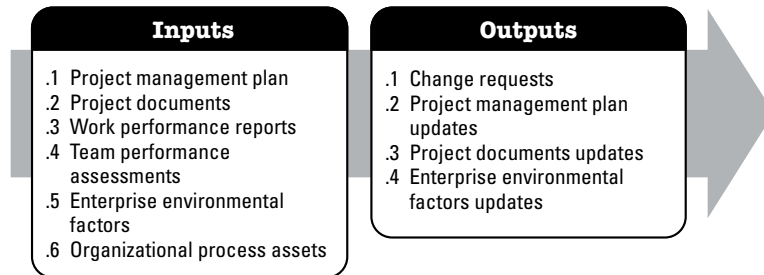 Inputs
.1 Project management plan
.2 Project documents
.3 Work performance reports
.4 Team performance
assessments
.5 Enterprise environmental
factors
.6 Organizational process assets
Outputs
.1 Change requests
.2 Project management plan
updates
.3 Project documents updates
.4 Enterprise environmental
factors updates